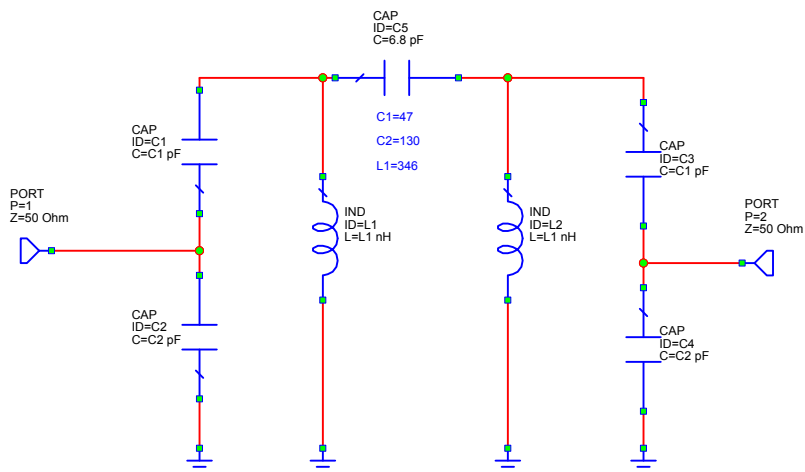 CAP
ID=C5
C=6.8 pF
C1=47
C2=130
L1=346
CAP
ID=C1
C=C1 pF
CAP
ID=C3
C=C1 pF
PORT
P=1
Z=50 Ohm
IND
ID=L1
L=L1 nH
IND
ID=L2
L=L1 nH
PORT
P=2
Z=50 Ohm
CAP
ID=C2
C=C2 pF
CAP
ID=C4
C=C2 pF